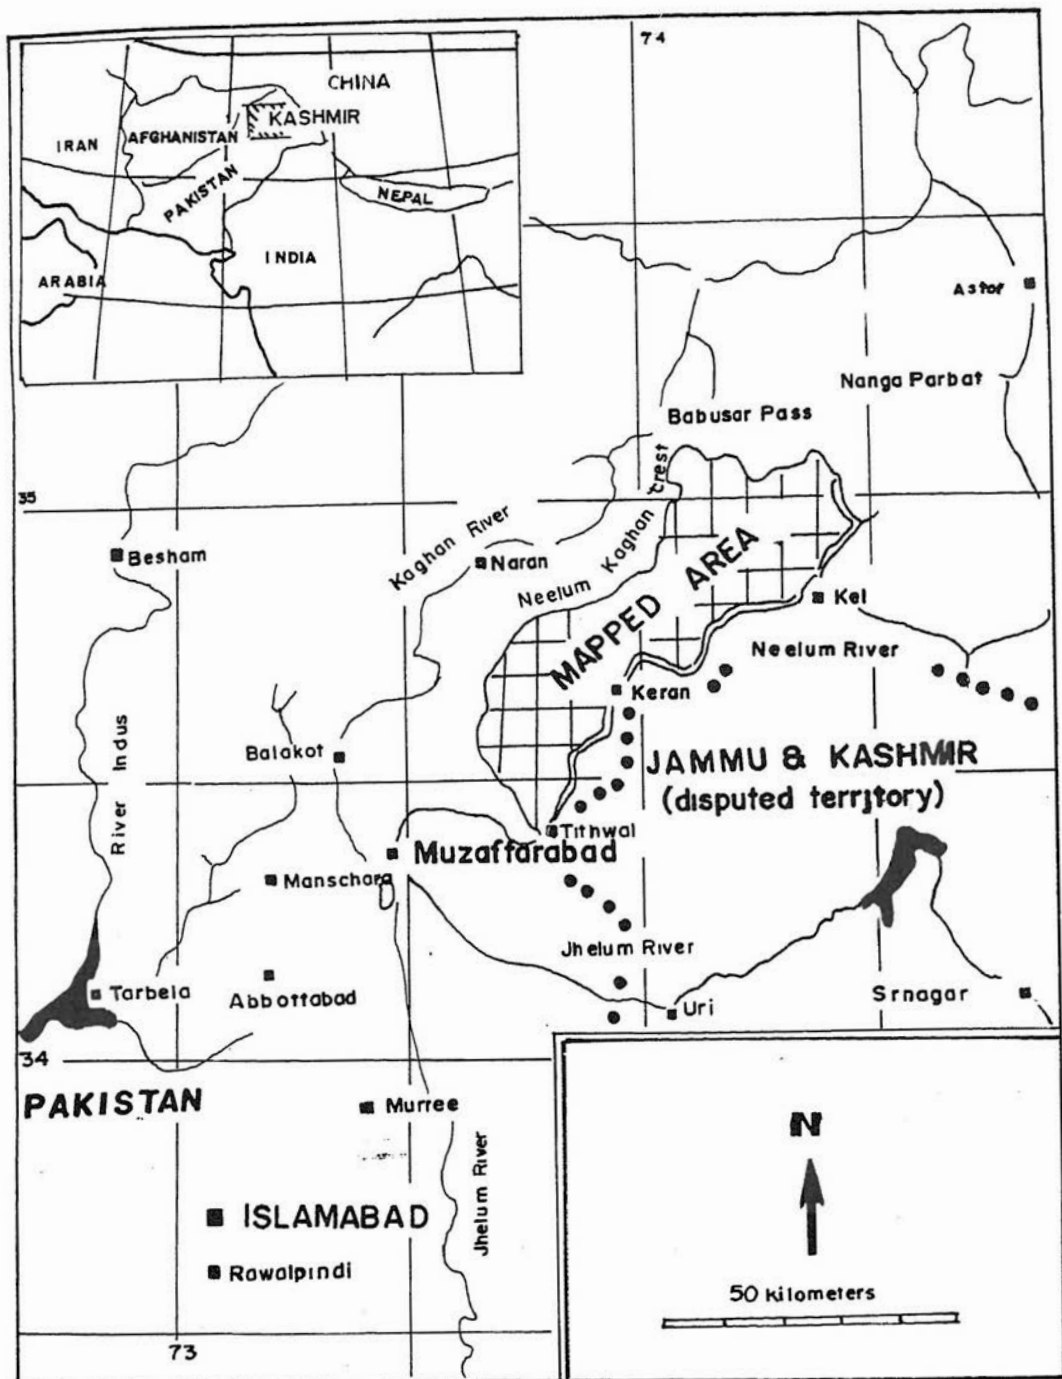 74
CHINA
KASHMIR
IRAN
AFGHANISTAN
PAKISTAN
NEPAL
INDIA
ARABIA
Astor
Nanga Parbat
Babusar Pass
35
Besham
Kaghan River
Naran
Neelum Kaghan crest
MAPPED AREA
Kel
Neelum River
Keran
River Indus
Balakot
JAMMU & KASHMIR
(disputed territory)
Tithwal
Muzaffarabad
Manschara
Jhelum River
Tarbela
Abbottabad
Uri
Srnagar
34
PAKISTAN
Murree
N
ISLAMABAD
Jhelum River
Rawalpindi
50 Kilometers
73